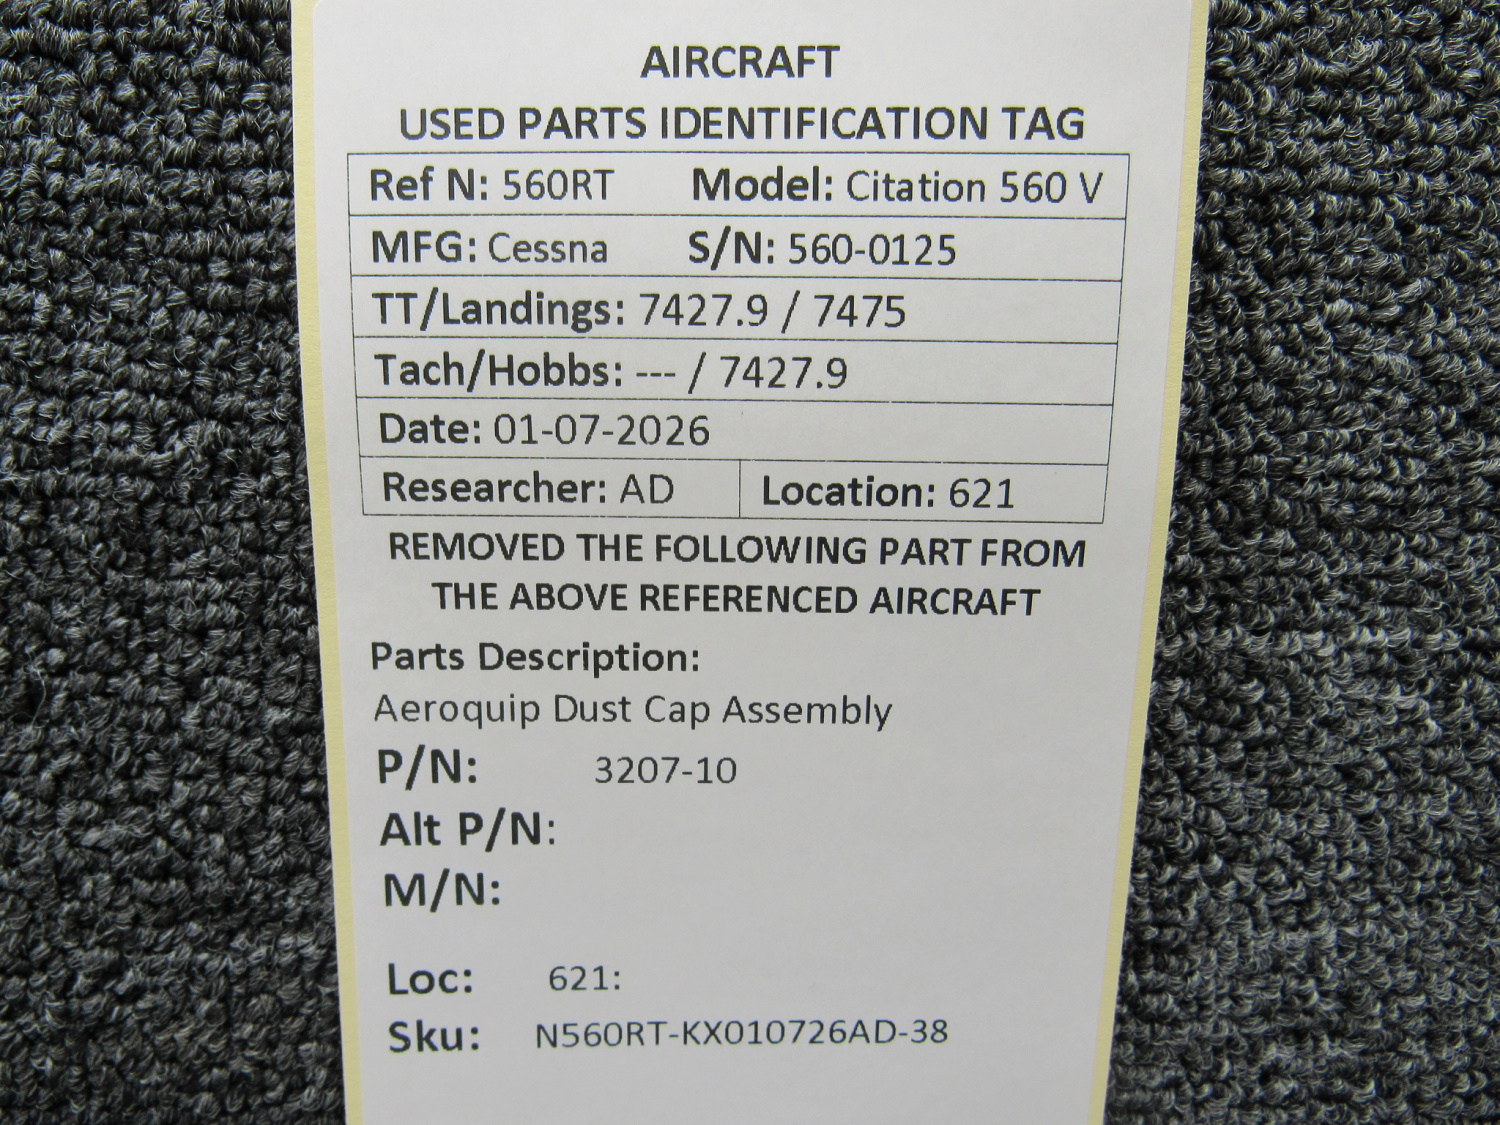 AIRCRAFT
USED PARTS IDENTIFICATION TAG
Ref N: 560RT Model: Citation 560 V
MFG: Cessna S/N: 560-0125
TT/Landings: 7427.9 / 7475
Tach/Hobbs: --- / 7427.9
Date: 01-07-2026
Researcher: AD Location: 621
REMOVED THE FOLLOWING PART FROM
THE ABOVE REFERENCED AIRCRAFT
Parts Description:
Aeroquip Dust Cap Assembly
P/N: 3207-10
Alt P/N:
M/N:
Loc: 621:
Sku: N560RT-KX010726AD-38